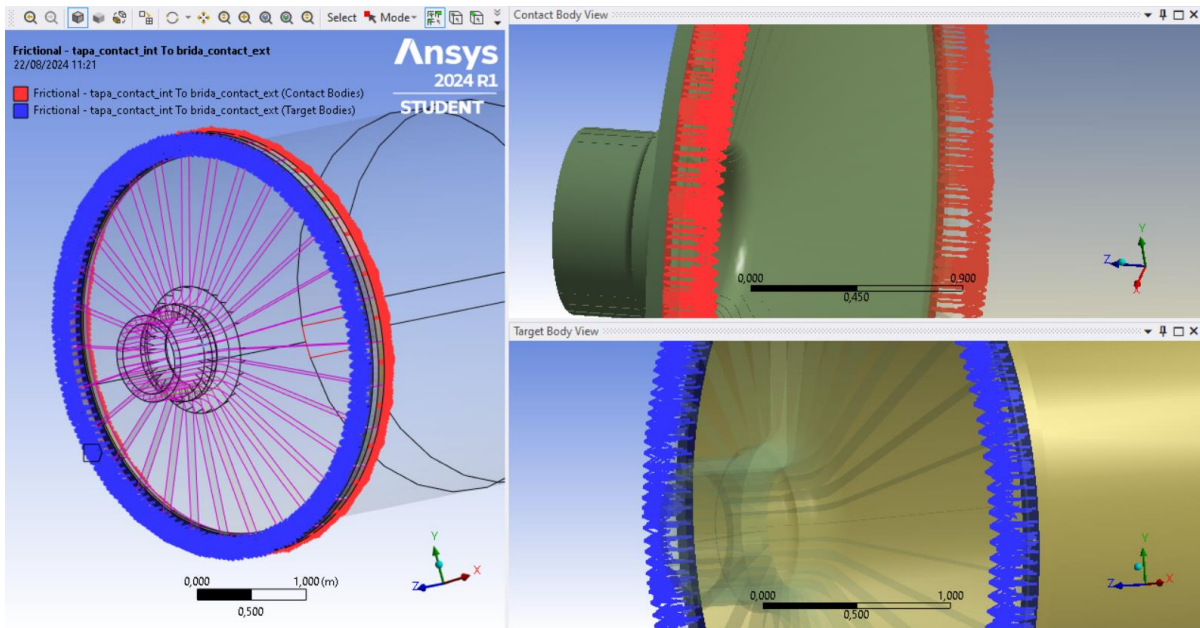 Select
Mode
Contact Body View
Frictional - tapa_contact_int To brida_contact_ext
22/08/2024 11:21
Frictional - tapa_contact_int To brida_contact_ext (Contact Bodies)
Frictional - tapa_contact_int To brida_contact_ext (Target Bodies)
Ansys
2024 R1
STUDENT
0,000
1,000 (m)
0,500
Y
X
Z
0,000
0,900
0,450
Y
Z
X
Target Body View
0,000
1,000
0,500
Y
Z
X